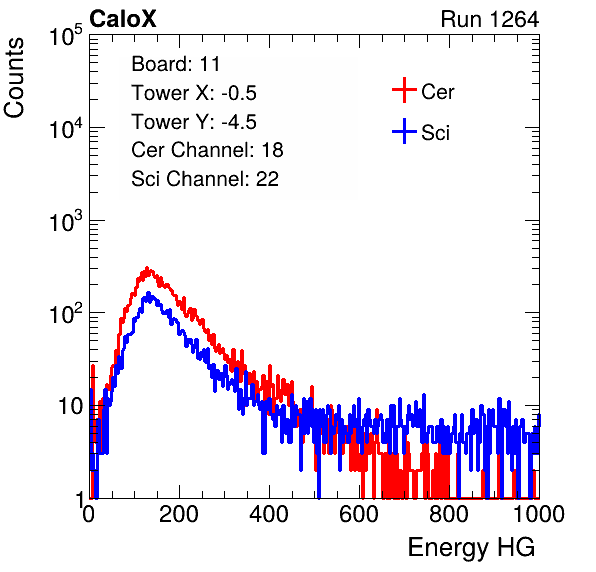 CaloX Run 1264
Counts
Board: 11
Tower X: -0.5
Tower Y: -4.5
Cer Channel: 18
Sci Channel: 22
Cer
Sci
10^5
10^4
10^3
10^2
10
1
0 200 400 600 800 1000
Energy HG